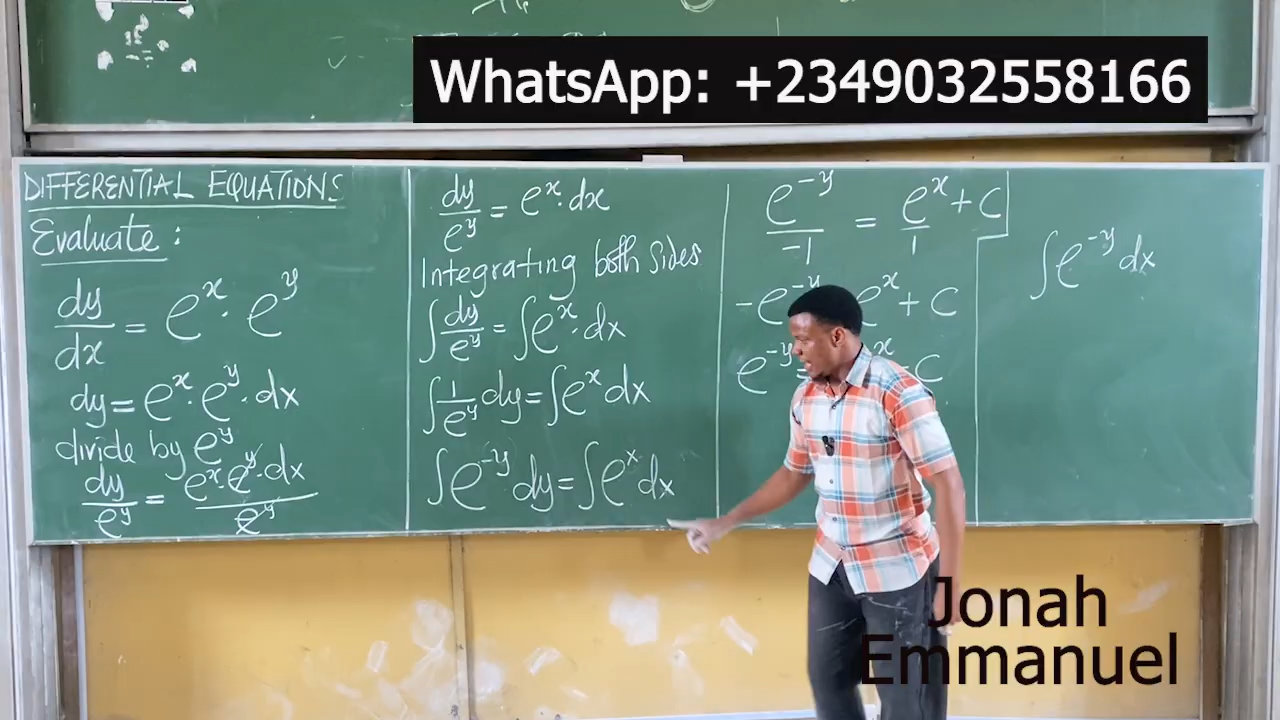 WhatsApp: +2349032558166
DIFFERENTIAL EQUATIONS
Evaluate:
dy/dx = e^x · e^y
dy = e^x · e^y · dx
divide by e^y
dy/e^y = e^x · e^y · dx / e^y
dy/e^y = e^x · dx
Integrating both sides
∫ dy/e^y = ∫ e^x · dx
∫ 1/e^y dy = ∫ e^x dx
∫ e^-y dy = ∫ e^x dx
e^-y/-1 = e^x/1 + C
-e^-y e^x + C
e^-y = x C
∫ e^-y dx
Jonah
Emmanuel